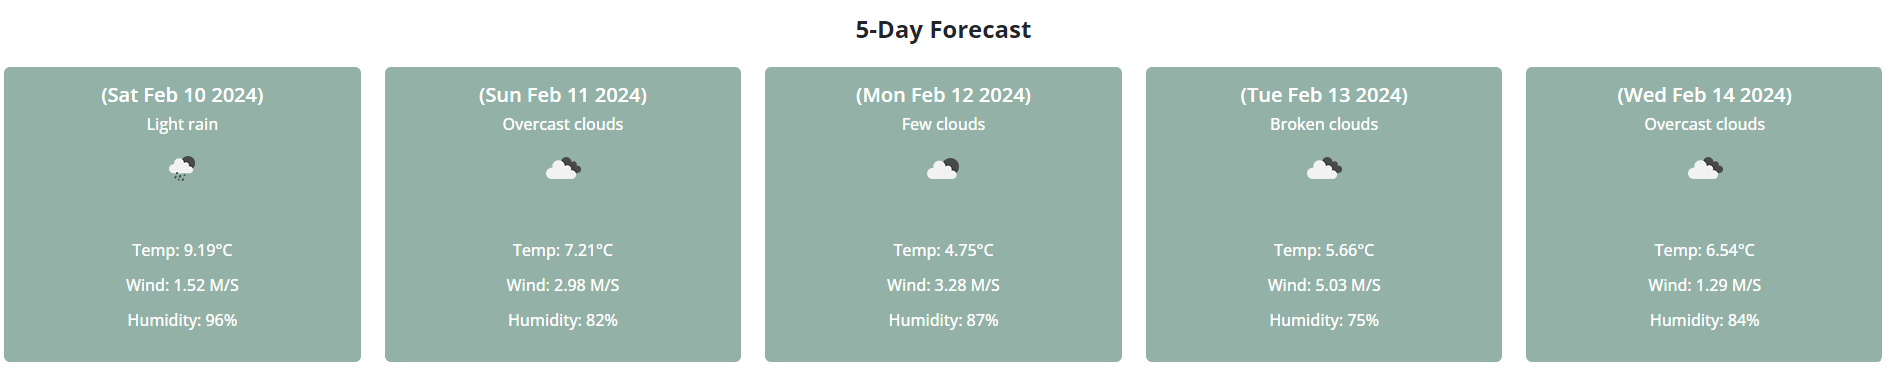 5-Day Forecast
(Sat Feb 10 2024)
Light rain
Temp: 9.19°C
Wind: 1.52 M/S
Humidity: 96%
(Sun Feb 11 2024)
Overcast clouds
Temp: 7.21°C
Wind: 2.98 M/S
Humidity: 82%
(Mon Feb 12 2024)
Few clouds
Temp: 4.75°C
Wind: 3.28 M/S
Humidity: 87%
(Tue Feb 13 2024)
Broken clouds
Temp: 5.66°C
Wind: 5.03 M/S
Humidity: 75%
(Wed Feb 14 2024)
Overcast clouds
Temp: 6.54°C
Wind: 1.29 M/S
Humidity: 84%